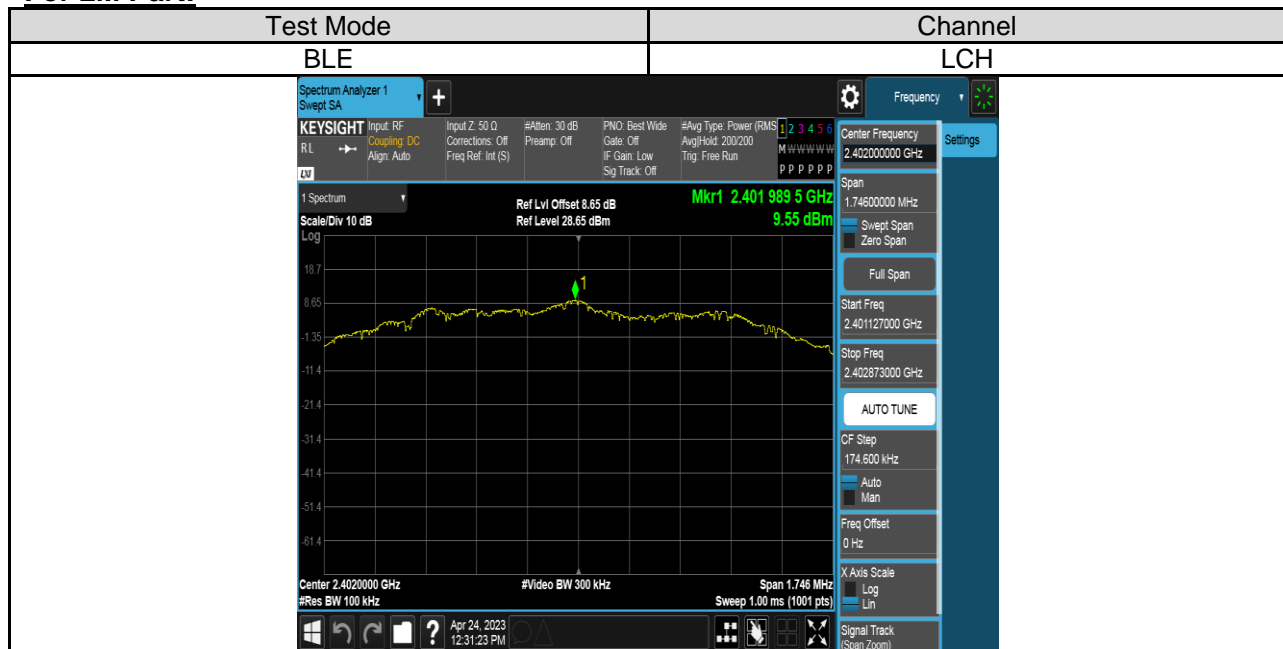 Test Mode
Channel
BLE
LCH
Spectrum Analyzer 1
Swept SA
+
Frequency
KEYSIGHT
RL
LXI
Input: RF
Coupling: DC
Align: Auto
Input Z: 50 Ω
Corrections: Off
Freq Ref: Int (S)
#Atten: 30 dB
Preamp: Off
PNO: Best Wide
Gate: Off
IF Gain: Low
Sig Track: Off
#Avg Type: Power (RMS
Avg|Hold: 200/200
Trig: Free Run
1 2 3 4 5 6
M W W W W W
P P P P P P
Center Frequency
2.402000000 GHz
Settings
1 Spectrum
Scale/Div 10 dB
Log
Ref Lvl Offset 8.65 dB
Ref Level 28.65 dBm
Mkr1 2.401 989 5 GHz
9.55 dBm
Span
1.74600000 MHz
Swept Span
Zero Span
Full Span
Start Freq
2.401127000 GHz
Stop Freq
2.402873000 GHz
AUTO TUNE
CF Step
174.600 kHz
Auto
Man
Freq Offset
0 Hz
X Axis Scale
Log
Lin
Signal Track
(Span Zoom)
1
18.7
8.65
-1.35
-11.4
-21.4
-31.4
-41.4
-51.4
-61.4
Center 2.4020000 GHz
#Res BW 100 kHz
#Video BW 300 kHz
Span 1.746 MHz
Sweep 1.00 ms (1001 pts)
?
Apr 24, 2023
12:31:23 PM